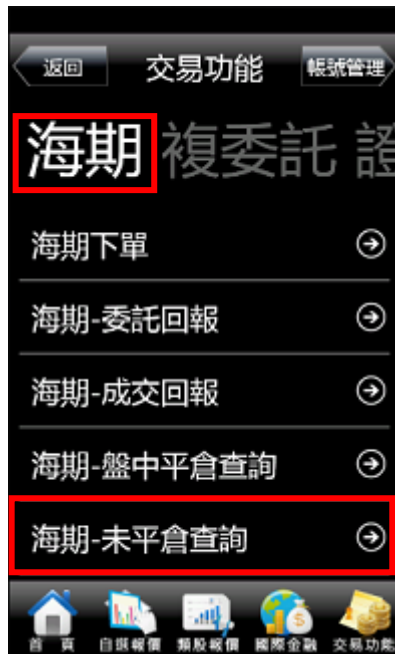 返回 交易功能 帳號管理
海期 複委託 證
海期下單
海期-委託回報
海期-成交回報
海期-盤中平倉查詢
海期-未平倉查詢
首頁 自選報價 類股報價 國際金融 交易功能